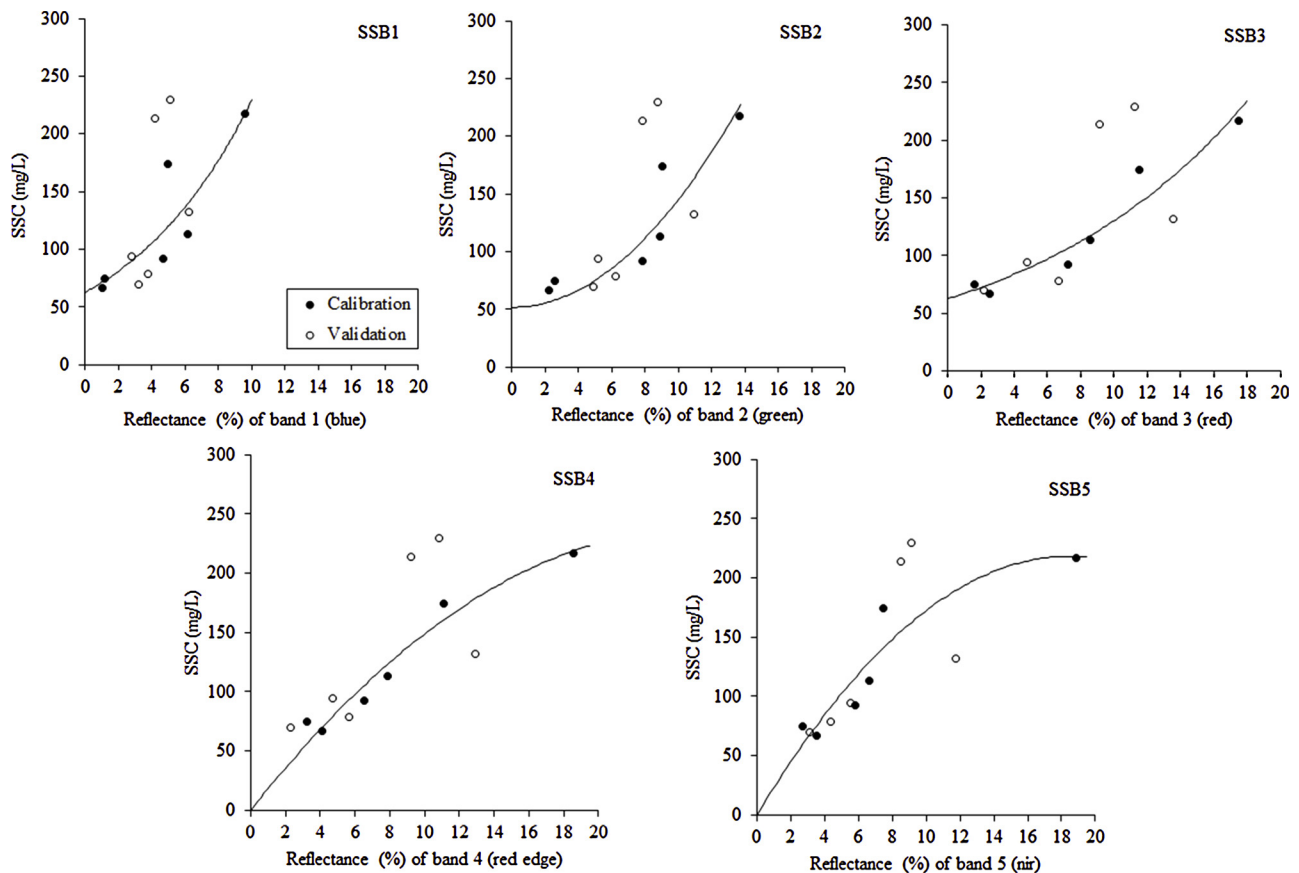 SSB1
300
250
200
150
100
50
0
SSC (mg/L)
Calibration
Validation
0 2 4 6 8 10 12 14 16 18 20
Reflectance (%) of band 1 (blue)
SSB2
300
250
200
150
100
50
0
SSC (mg/L)
0 2 4 6 8 10 12 14 16 18 20
Reflectance (%) of band 2 (green)
SSB3
300
250
200
150
100
50
0
SSC (mg/L)
0 2 4 6 8 10 12 14 16 18 20
Reflectance (%) of band 3 (red)
SSB4
300
250
200
150
100
50
0
SSC (mg/L)
0 2 4 6 8 10 12 14 16 18 20
Reflectance (%) of band 4 (red edge)
SSB5
300
250
200
150
100
50
0
SSC (mg/L)
0 2 4 6 8 10 12 14 16 18 20
Reflectance (%) of band 5 (nir)